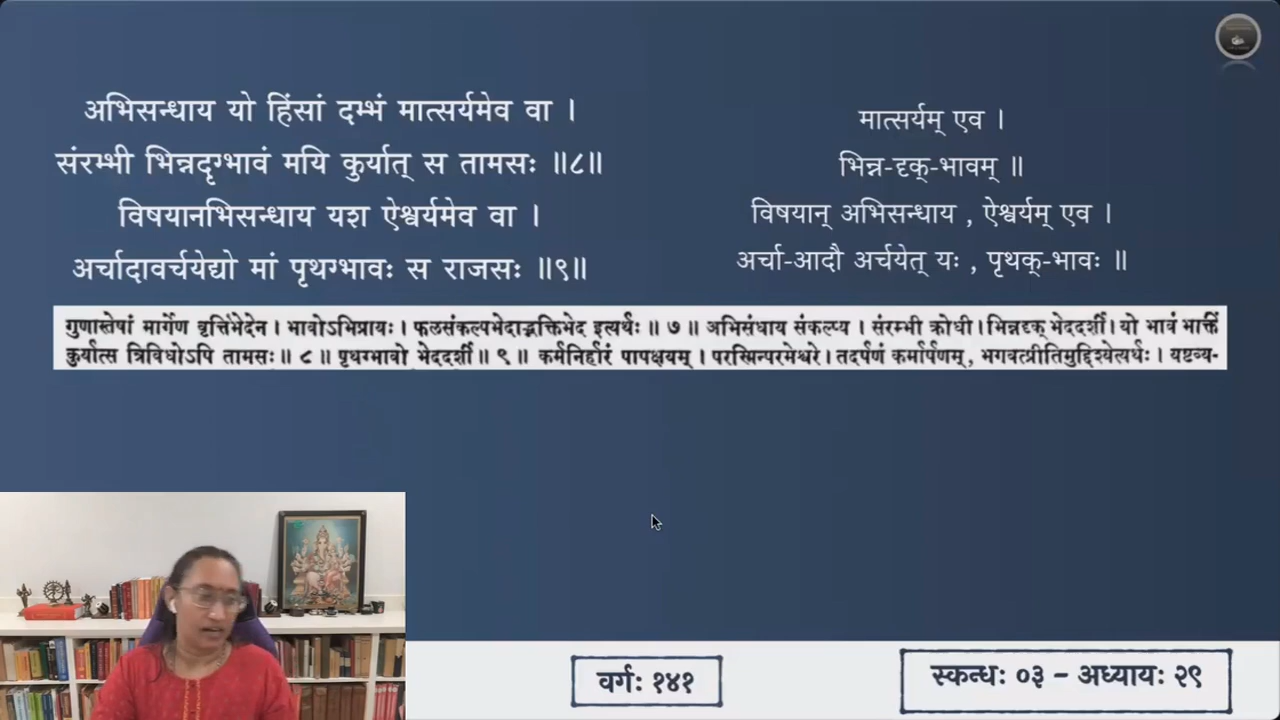 अभिसन्धाय यो हिंसां दम्भं मात्सर्यमेव वा ।
संरम्भी भिन्नदृग्भावं मयि कुर्यात् स तामसः ॥८॥
विषयानभिसन्धाय यश ऐश्वर्यमेव वा ।
अर्चादावर्चयेद्यो मां पृथग्भावः स राजसः ॥९॥
मात्सर्यम् एव ।
भिन्न-दृक्-भावम् ॥
विषयान् अभिसन्धाय , ऐश्वर्यम् एव ।
अर्चा-आदौ अर्चयेत् यः , पृथक्-भावः ॥
गुणास्तेषां मार्गेण वृत्तिभेदेन । भावोऽभिप्रायः । फलसंकल्पभेदाद्भक्तिभेद इत्यर्थः ॥ ७ ॥ अभिसंधाय संकल्प्य । संरम्भी क्रोधी । भिन्नदृक् भेददर्शी । यो भावं भक्तिं
कुर्यात्स त्रिविधोऽपि तामसः ॥ ८ ॥ पृथग्भावो भेददर्शी ॥ ९ ॥ कर्मनिर्हारं पापक्षयम् । परस्मिन्परमेश्वरे । तदर्पणं कर्मार्पणम्, भगवत्प्रीतिमुद्दिश्येत्यर्थः । यष्टव्य-
वर्गः १४१
स्कन्धः ०३ – अध्यायः २९